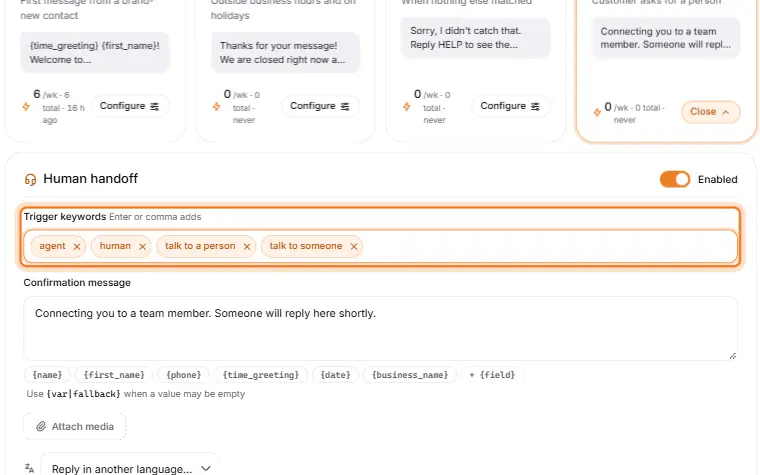 First message from a brand-new contact
Outside business hours and on holidays
When nothing else matched
Customer asks for a person
{time_greeting} {first_name}! Welcome to...
Thanks for your message! We are closed right now a...
Sorry, I didn't catch that. Reply HELP to see the...
Connecting you to a team member. Someone will repl...
6 /wk · 6 total · 16 h ago
Configure
0 /wk · 0 total · never
Configure
0 /wk · 0 total · never
Configure
0 /wk · 0 total · never
Close
Human handoff
Enabled
Trigger keywords Enter or comma adds
agent × human × talk to a person × talk to someone ×
Confirmation message
Connecting you to a team member. Someone will reply here shortly.
{name} {first_name} {phone} {time_greeting} {date} {business_name} + {field}
Use {var|fallback} when a value may be empty
Attach media
Reply in another language...